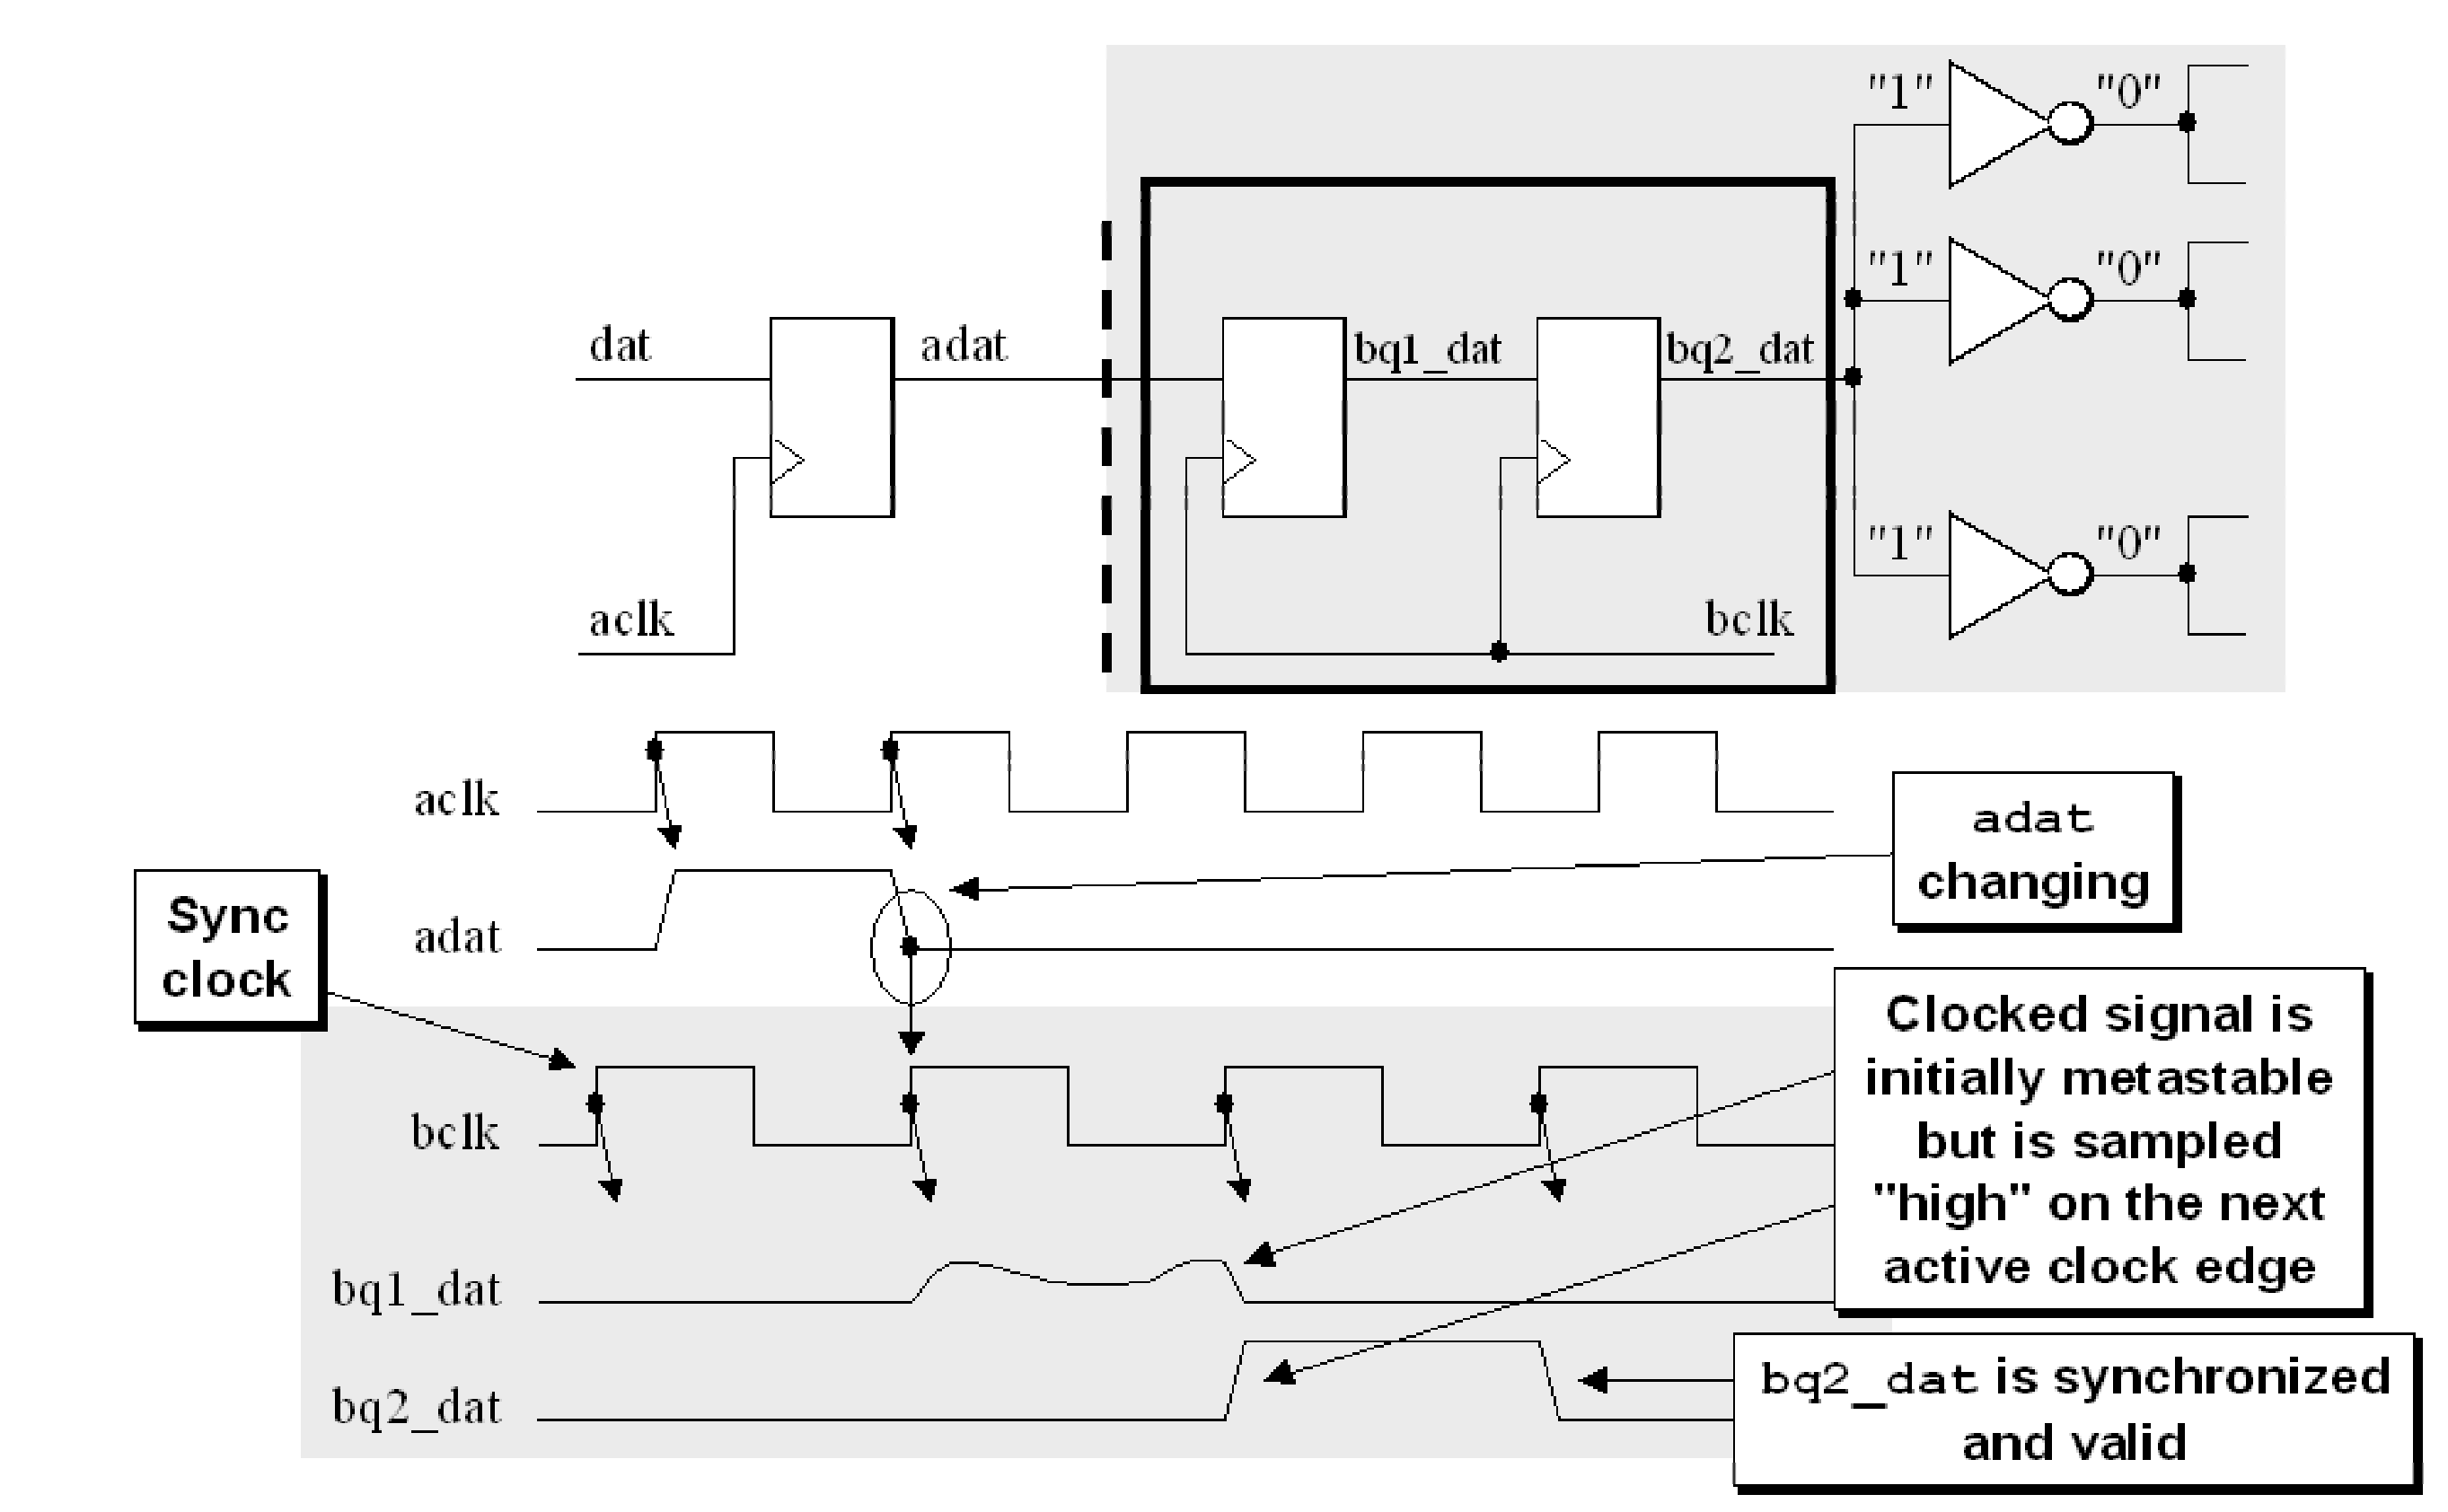 "1" "0"
"1" "0"
dat adat bq1_dat bq2_dat
"1" "0"
aclk bclk
aclk
adat
changing
Sync
clock
adat
Clocked signal is
initially metastable
but is sampled
"high" on the next
active clock edge
bclk
bq1_dat
bq2_dat
bq2_dat is synchronized
and valid